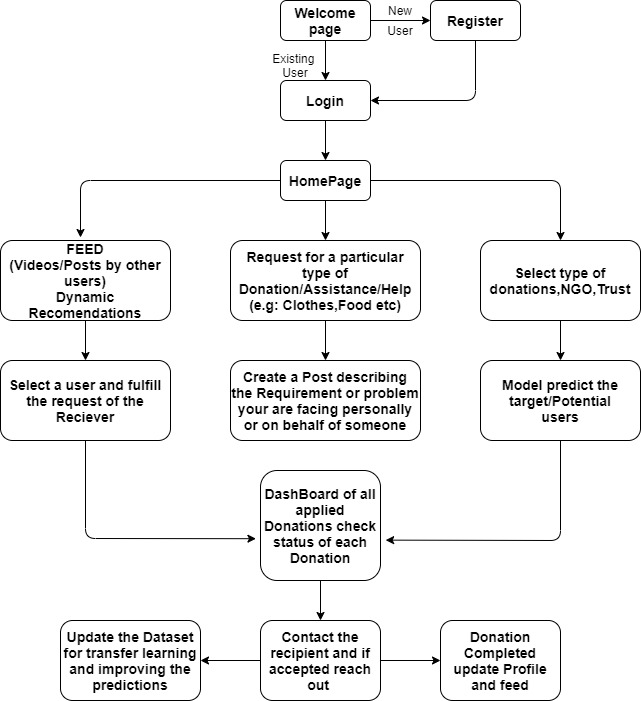 Welcome
page
New
User
Register
Existing
User
Login
HomePage
FEED
(Videos/Posts by other
users)
Dynamic
Recomendations
Request for a particular
type of
Donation/Assistance/Help
(e.g: Clothes,Food etc)
Select type of
donations,NGO,Trust
Select a user and fulfill
the request of the
Reciever
Create a Post describing
the Requirement or problem
your are facing personally
or on behalf of someone
Model predict the
target/Potential
users
DashBoard of all
applied
Donations check
status of each
Donation
Update the Dataset
for transfer learning
and improving the
predictions
Contact the
recipient and if
accepted reach
out
Donation
Completed
update Profile
and feed